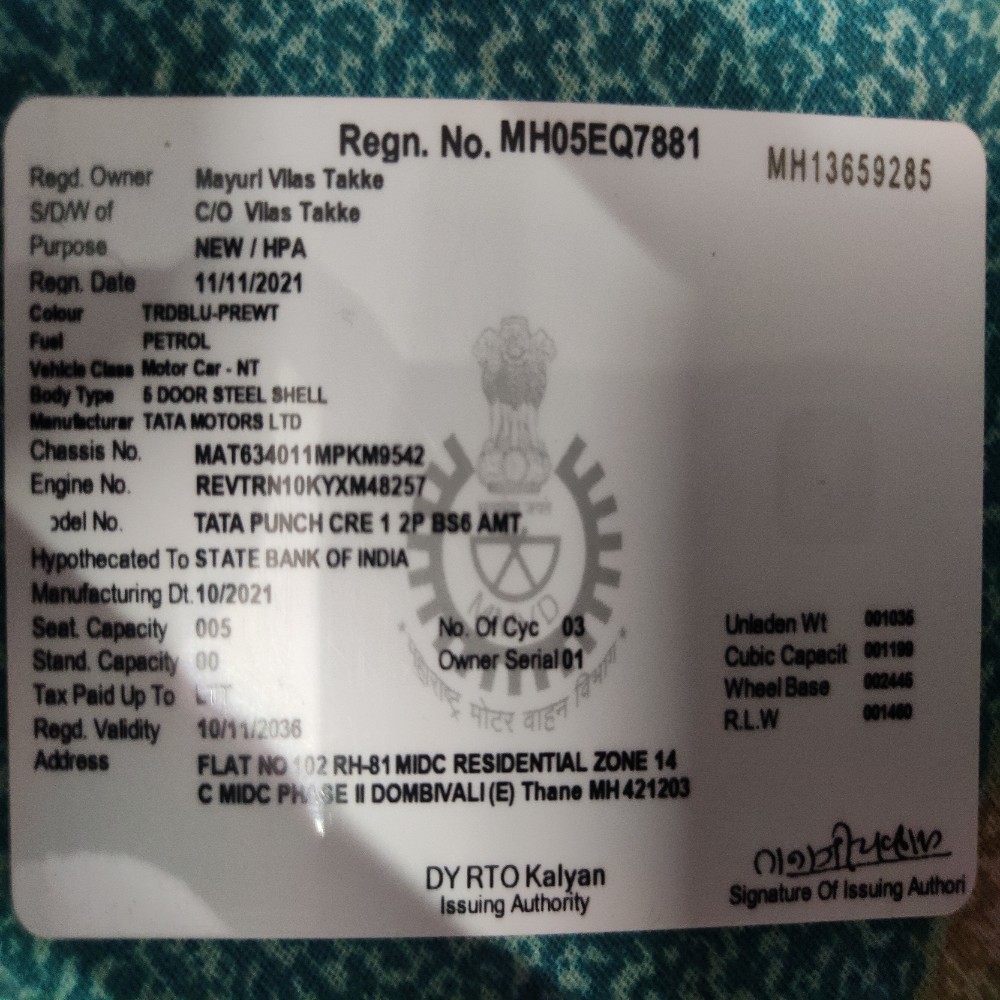 Regn. No. MH05EQ7881
MH13659285
Regd. Owner Mayuri Vilas Takke
S/D/W of C/O Vilas Takke
Purpose NEW / HPA
Regn. Date 11/11/2021
Colour TRDBLU-PREWT
Fuel PETROL
Vehicle Class Motor Car - NT
Body Type 5 DOOR STEEL SHELL
Manufacturer TATA MOTORS LTD
Chassis No. MAT634011MPKM9542
Engine No. REVTRN10KYXM48257
odel No. TATA PUNCH CRE 1 2P BS6 AMT
Hypothecated To STATE BANK OF INDIA
Manufacturing Dt. 10/2021
Seat. Capacity 005 No. Of Cyc 03 Unladen Wt 001035
Stand. Capacity 00 Owner Serial 01 Cubic Capacit 001199
Tax Paid Up To LTT Wheel Base 002445
Regd. Validity 10/11/2036 R.L.W 001460
Address FLAT NO 102 RH-81 MIDC RESIDENTIAL ZONE 14
C MIDC PHASE II DOMBIVALI (E) Thane MH 421203
महाराष्ट्र मोटर वाहन विभाग
DY RTO Kalyan
Issuing Authority
Signature Of Issuing Authori